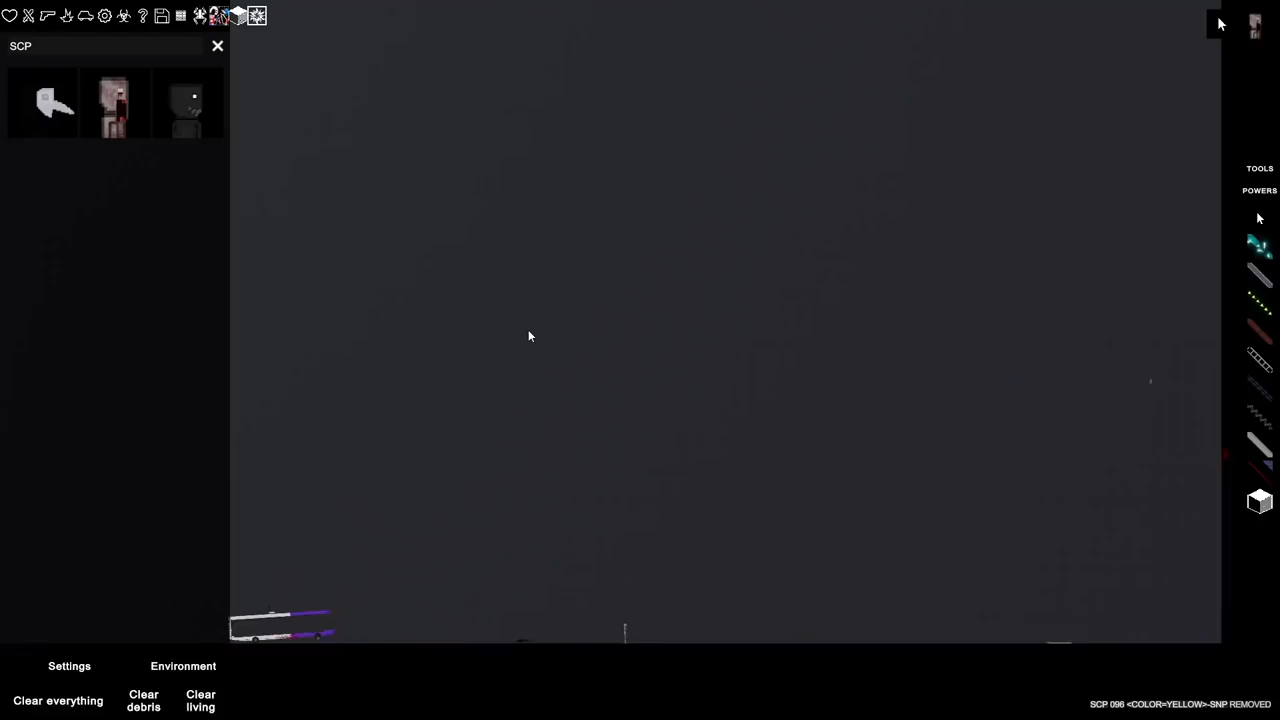 SCP
TOOLS
POWERS
Settings
Environment
Clear everything
Clear debris
Clear living
SCP 096 <COLOR=YELLOW>-SNP REMOVED